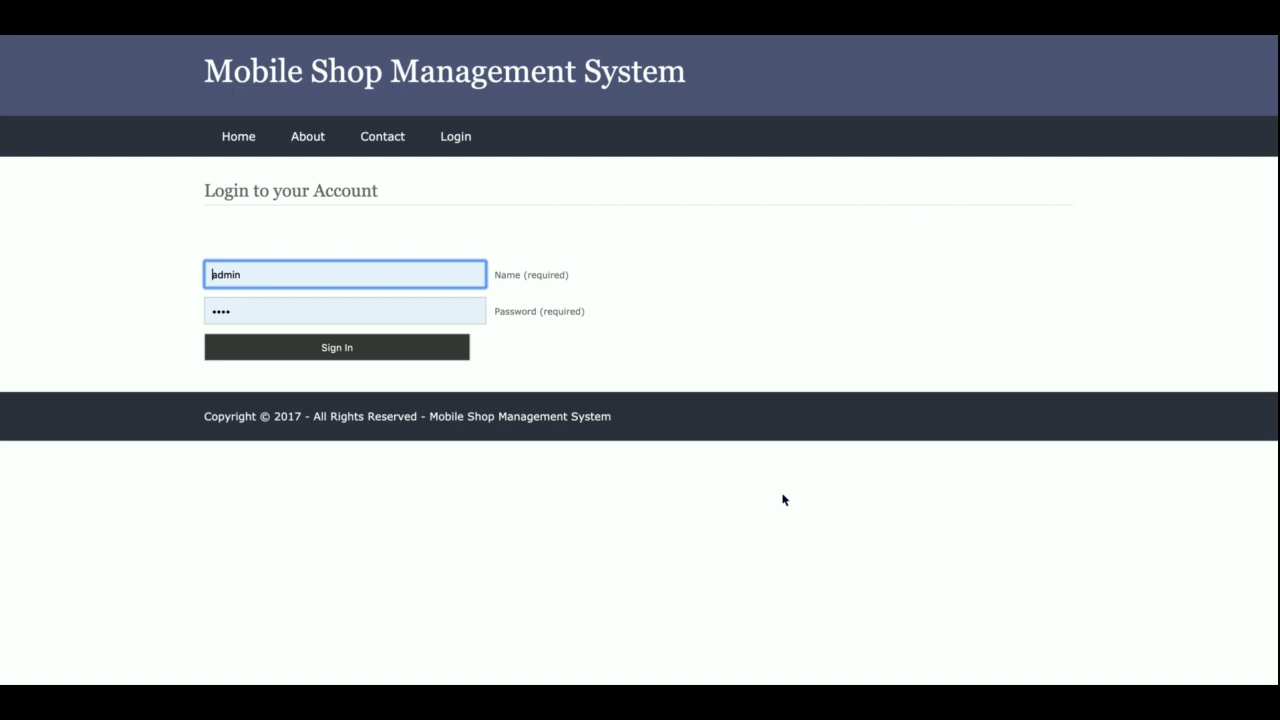 Mobile Shop Management System
Home About Contact Login
Login to your Account
admin Name (required)
•••• Password (required)
Sign In
Copyright © 2017 - All Rights Reserved - Mobile Shop Management System